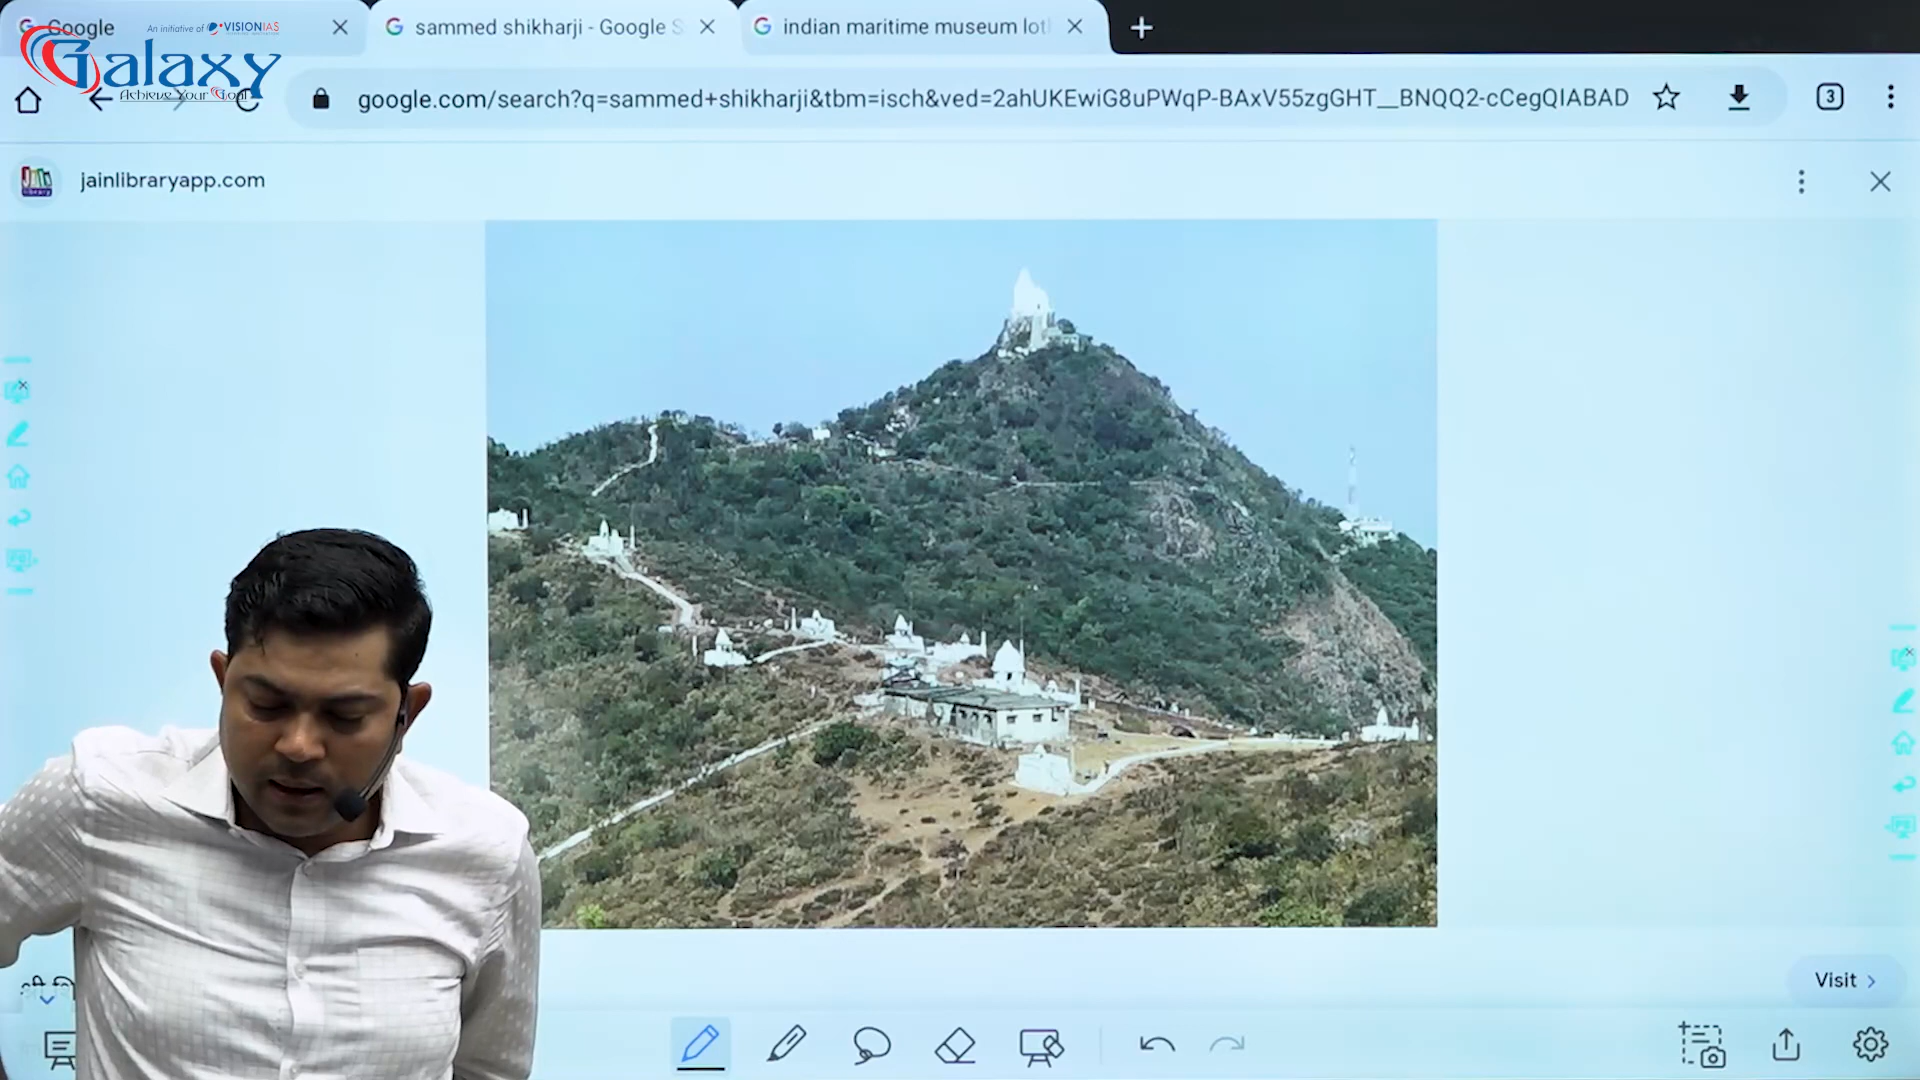 Google
sammed shikharji - Google S
indian maritime museum lot
An initiative of VISIONIAS
Galaxy
Achieve Your Goal
google.com/search?q=sammed+shikharji&tbm=isch&ved=2ahUKEwiG8uPWqP-BAxV55zgGHT__BNQQ2-cCegQIABAD
3
jainlibraryapp.com
Visit